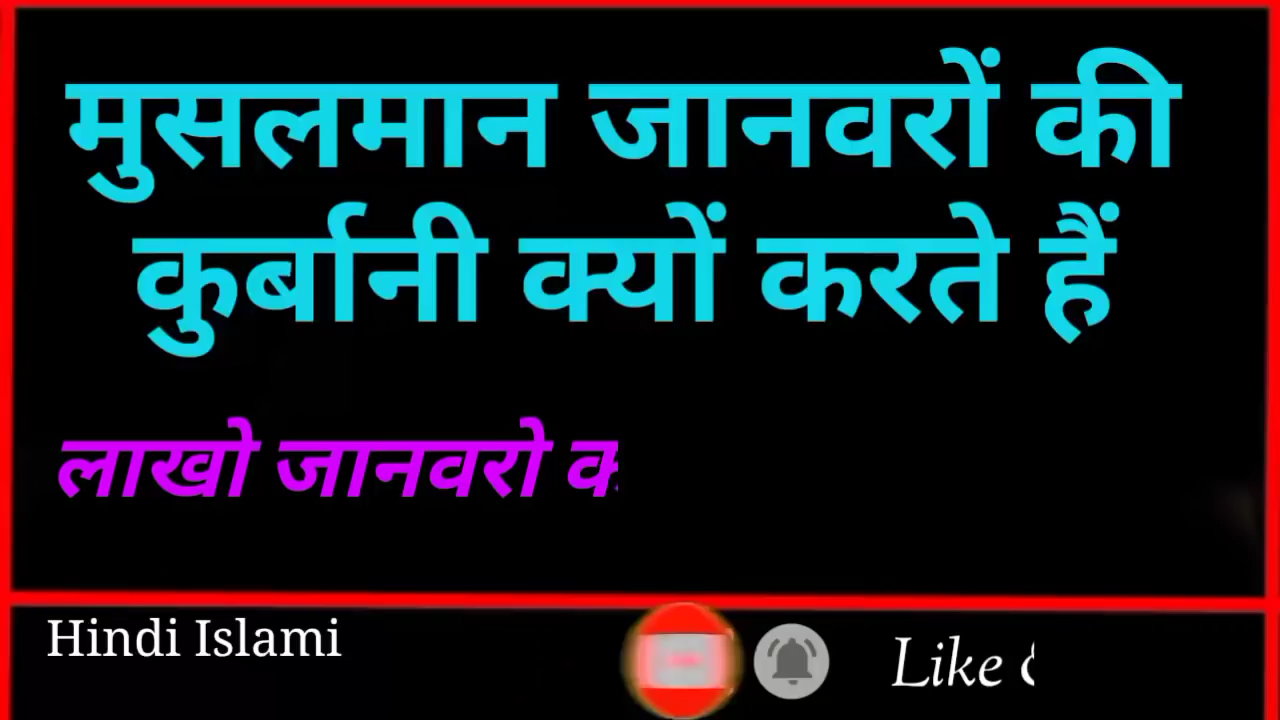 मुसलमान जानवरों की
कुर्बानी क्यों करते हैं
लाखो जानवरो
Hindi Islami
Like